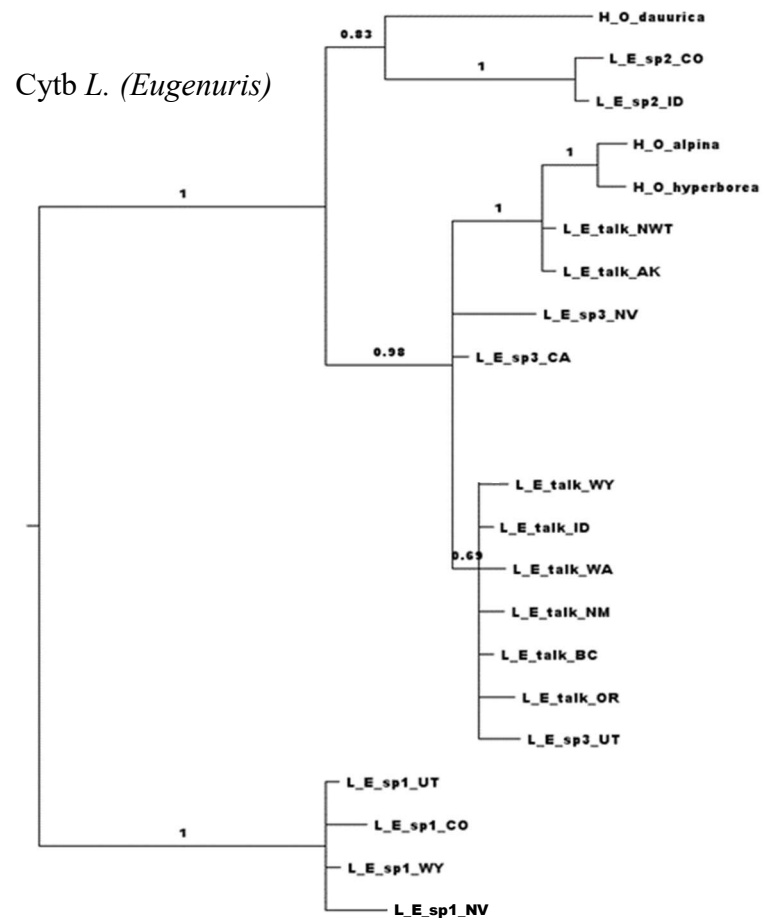 0.83
H_O_dauurica
L_E_sp2_CO
Cytb L. (Eugenuris)
1
L_E_sp2_ID
H_O_alpina
1
H_O_hyperborea
1
1
L_E_talk_NWT
L_E_talk_AK
L_E_sp3_NV
0.98
L_E_sp3_CA
L_E_talk_WY
L_E_talk_ID
0.69
L_E_talk_WA
L_E_talk_NM
L_E_talk_BC
L_E_talk_OR
L_E_sp3_UT
L_E_sp1_UT
L_E_sp1_CO
1
L_E_sp1_WY
L_E_sp1_NV